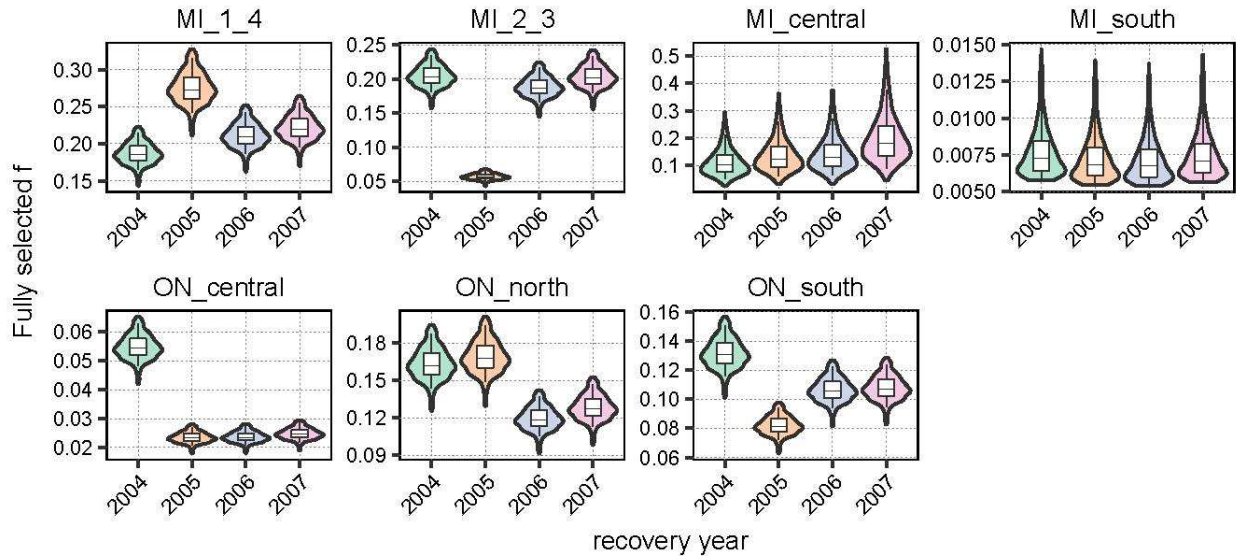 MI_1_4 MI_2_3 MI_central MI_south
0.30 0.25 0.5 0.0150
0.25 0.20 0.4 0.0125
0.20 0.15 0.3 0.0100
0.15 0.10 0.2 0.0075
0.05 0.1 0.0050
2004 2005 2006 2007 2004 2005 2006 2007 2004 2005 2006 2007 2004 2005 2006 2007
Fully selected f
ON_central ON_north ON_south
0.06 0.18 0.16
0.05 0.15 0.14
0.04 0.12 0.12
0.03 0.09 0.10
0.02 0.08
0.06
2004 2005 2006 2007 2004 2005 2006 2007 2004 2005 2006 2007
recovery year